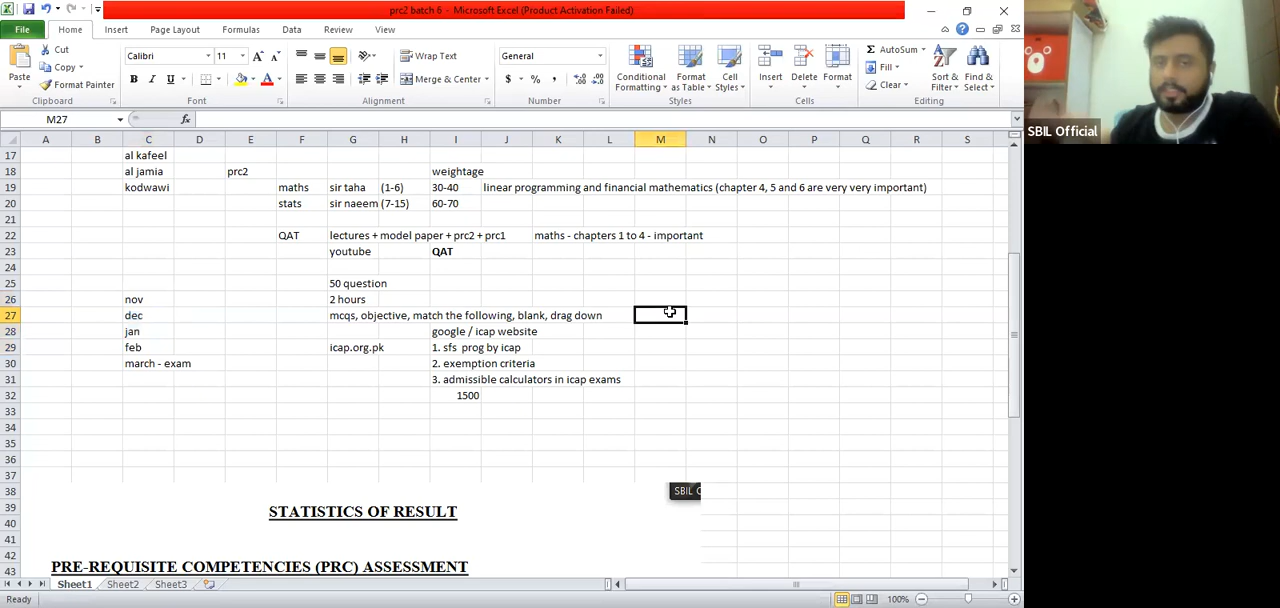 prc2 batch 6 - Microsoft Excel (Product Activation Failed)
File Home Insert Page Layout Formulas Data Review View
Cut
Copy
Format Painter
Paste
Clipboard
Calibri 11
B I U
Font
Wrap Text
Merge & Center
Alignment
General
$ % ,
Number
Conditional Formatting
Format as Table
Cell Styles
Styles
Insert Delete Format
Cells
AutoSum
Fill
Clear
Sort & Filter
Find & Select
Editing
SBIL Official
M27 fx
A B C D E F G H I J K L M N O P Q R S
17 al kafeel
18 al jamia prc2 weightage
19 kodwawi maths sir taha (1-6) 30-40 linear programming and financial mathematics (chapter 4, 5 and 6 are very very important)
20 stats sir naeem (7-15) 60-70
21
22 QAT lectures + model paper + prc2 + prc1 maths - chapters 1 to 4 - important
23 youtube QAT
24
25 50 question
26 nov 2 hours
27 dec mcqs, objective, match the following, blank, drag down
28 jan google / icap website
29 feb icap.org.pk 1. sfs prog by icap
30 march - exam 2. exemption criteria
31 3. admissible calculators in icap exams
32 1500
33
34
35
36
37
38 SBIL
39 STATISTICS OF RESULT
40
41
42
43 PRE-REQUISITE COMPETENCIES (PRC) ASSESSMENT
Sheet1 Sheet2 Sheet3
Ready 100%